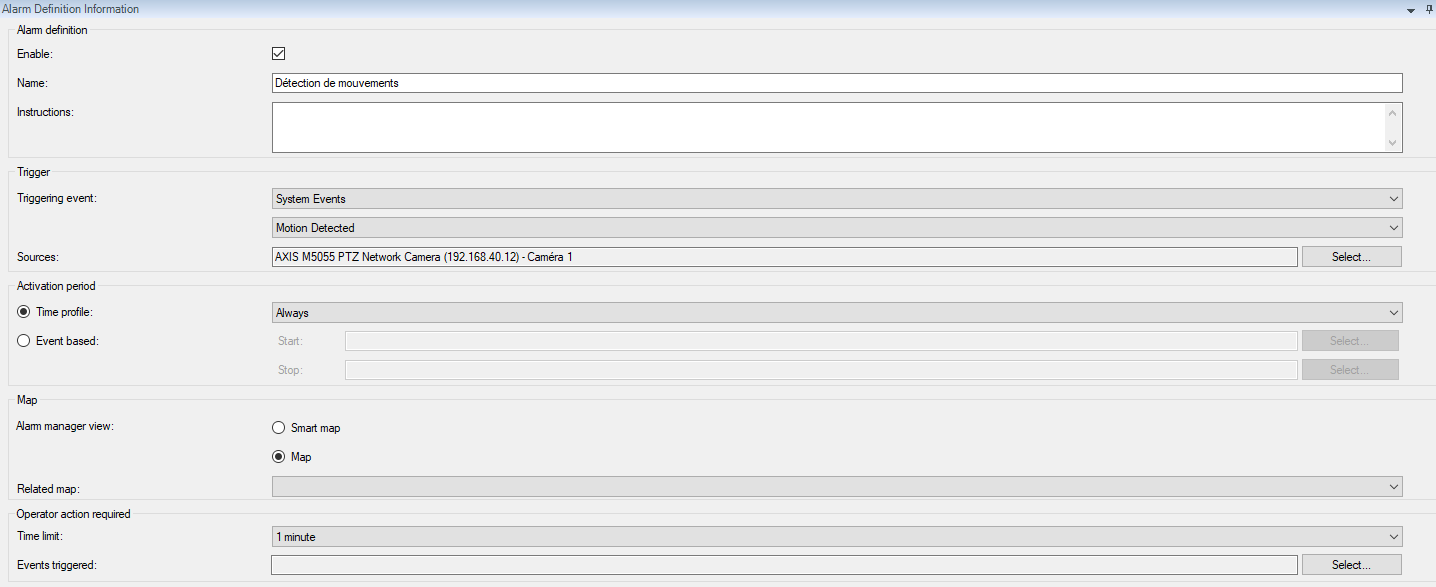 Alarm Definition Information
Alarm definition
Enable:
Name: Détection de mouvements
Instructions:
Trigger
Triggering event: System Events
Motion Detected
Sources: AXIS M5055 PTZ Network Camera (192.168.40.12) - Caméra 1 Select...
Activation period
Time profile: Always
Event based: Start: Select...
Stop: Select...
Map
Alarm manager view: Smart map
Map
Related map:
Operator action required
Time limit: 1 minute
Events triggered: Select...